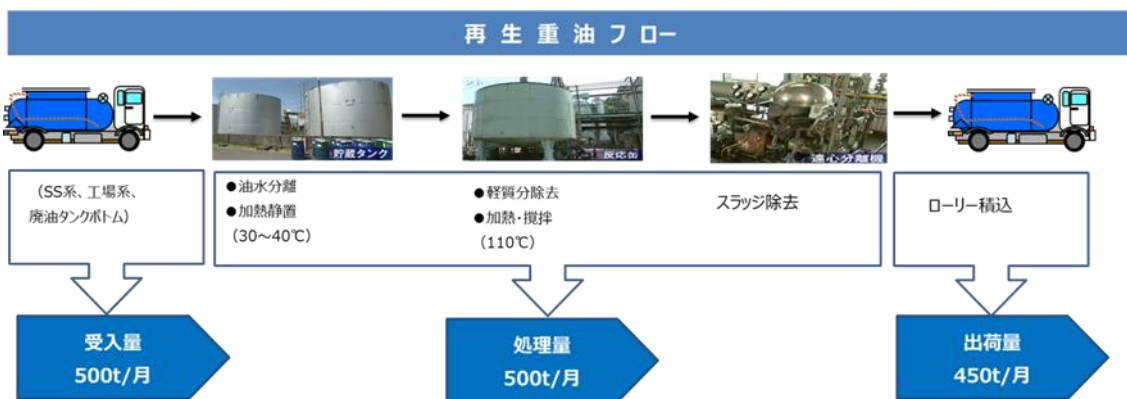 再生重油フロー
貯蔵タンク
反応缶
遠心分離機
(SS系、工場系、
廃油タンクボトム)
●油水分離
●加熱静置
(30～40℃)
●軽質分除去
●加熱・撹拌
(110℃)
スラッジ除去
ローリー積込
受入量
500t/月
処理量
500t/月
出荷量
450t/月